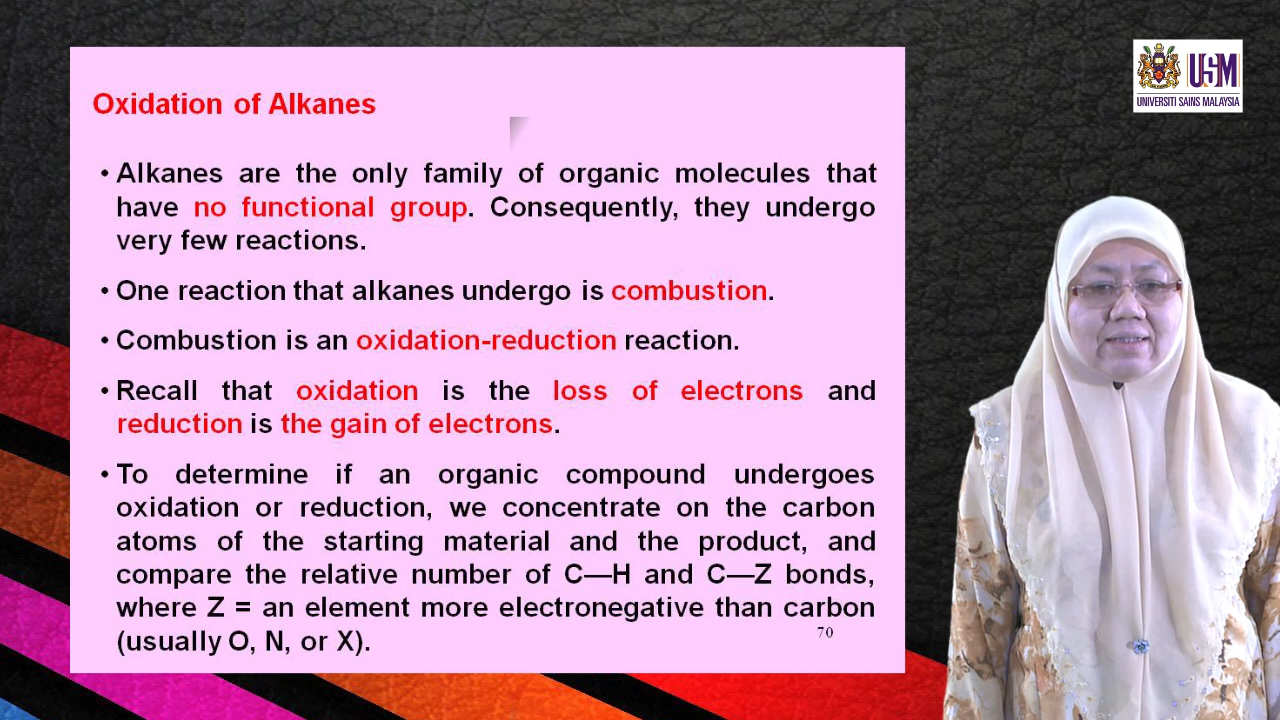 Oxidation of Alkanes
• Alkanes are the only family of organic molecules that
have no functional group. Consequently, they undergo
very few reactions.
• One reaction that alkanes undergo is combustion.
• Combustion is an oxidation-reduction reaction.
• Recall that oxidation is the loss of electrons and
reduction is the gain of electrons.
• To determine if an organic compound undergoes
oxidation or reduction, we concentrate on the carbon
atoms of the starting material and the product, and
compare the relative number of C—H and C—Z bonds,
where Z = an element more electronegative than carbon
(usually O, N, or X).
70
USM
UNIVERSITI SAINS MALAYSIA